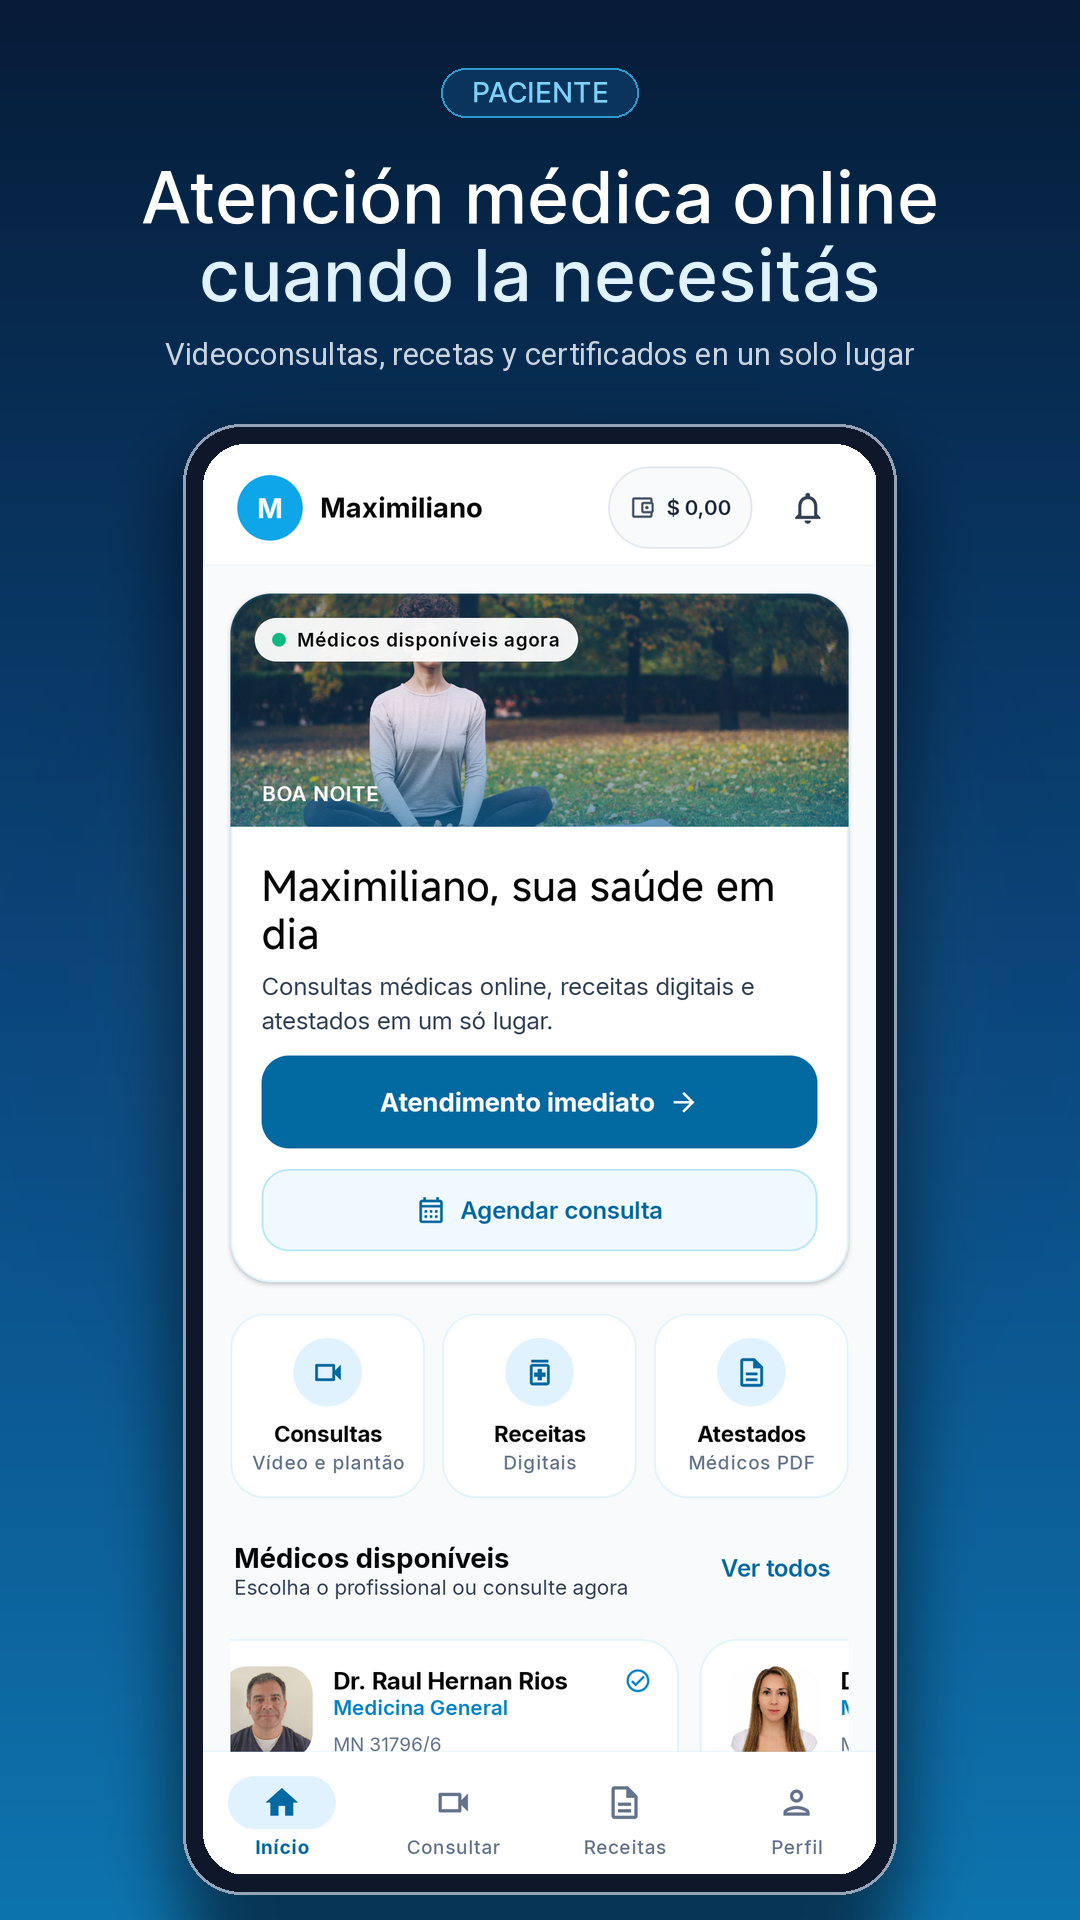 PACIENTE
Atención médica online
cuando la necesitás
Videoconsultas, recetas y certificados en un solo lugar
M
Maximiliano
$ 0,00
Médicos disponíveis agora
BOA NOITE
Maximiliano, sua saúde em
dia
Consultas médicas online, receitas digitais e
atestados em um só lugar.
Atendimento imediato
Agendar consulta
Consultas
Vídeo e plantão
Receitas
Digitais
Atestados
Médicos PDF
Médicos disponíveis
Escolha o profissional ou consulte agora
Ver todos
Dr. Raul Hernan Rios
Medicina General
MN 31796/6
Início
Consultar
Receitas
Perfil